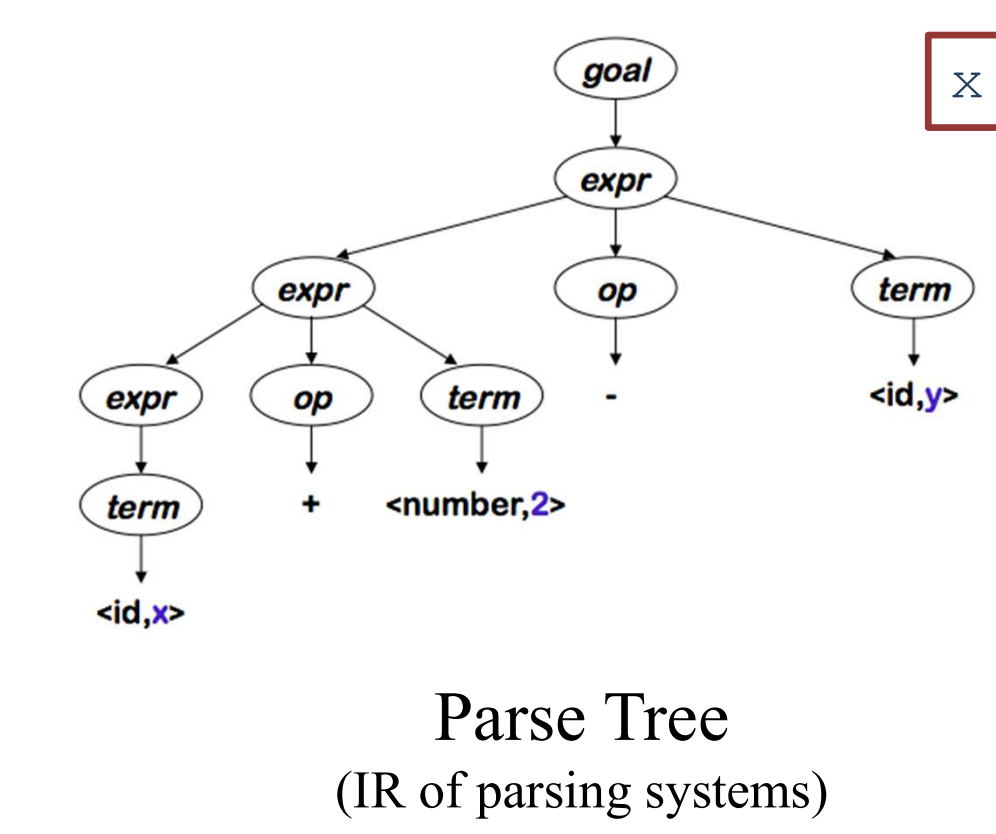 goal
x
expr
expr op term
expr op term - <id,y>
term + <number,2>
<id,x>
Parse Tree
(IR of parsing systems)